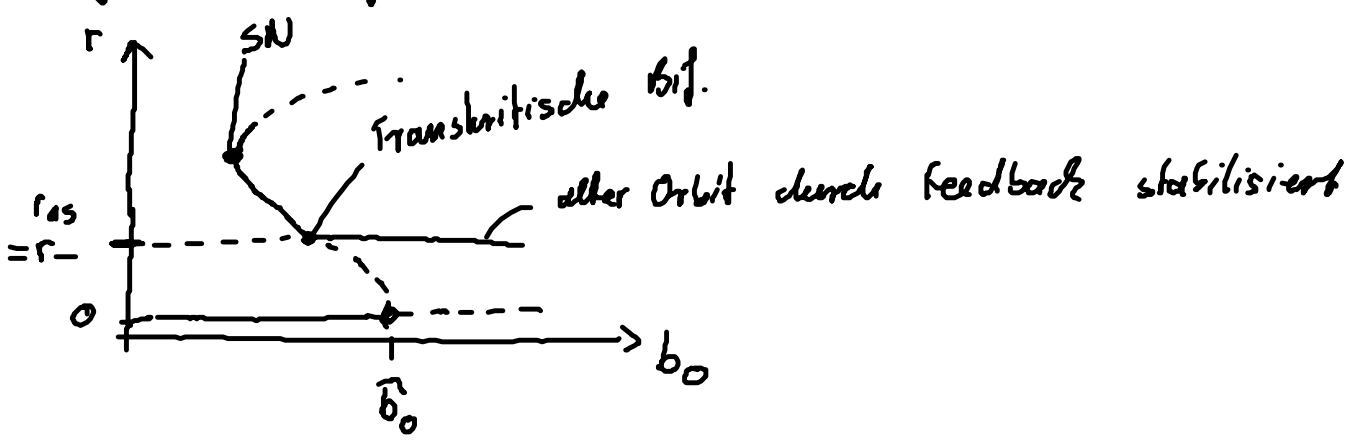 r
SN
Transkritische Bif.
alter Orbit durch Feedback stabilisiert
r_as
=r_
0
b_0
b̂_0